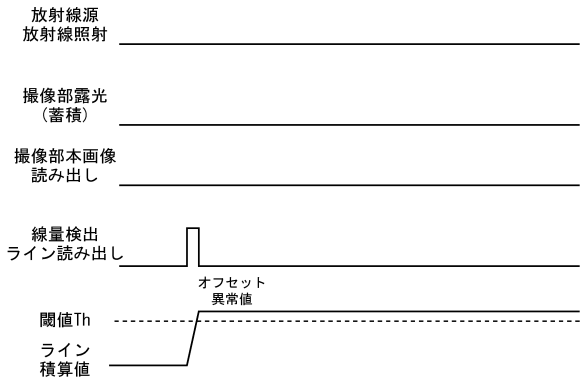 放射線源
放射線照射
撮像部露光
（蓄積）
撮像部本画像
読み出し
線量検出
ライン読み出し
オフセット
異常値
閾値Th
ライン
積算値